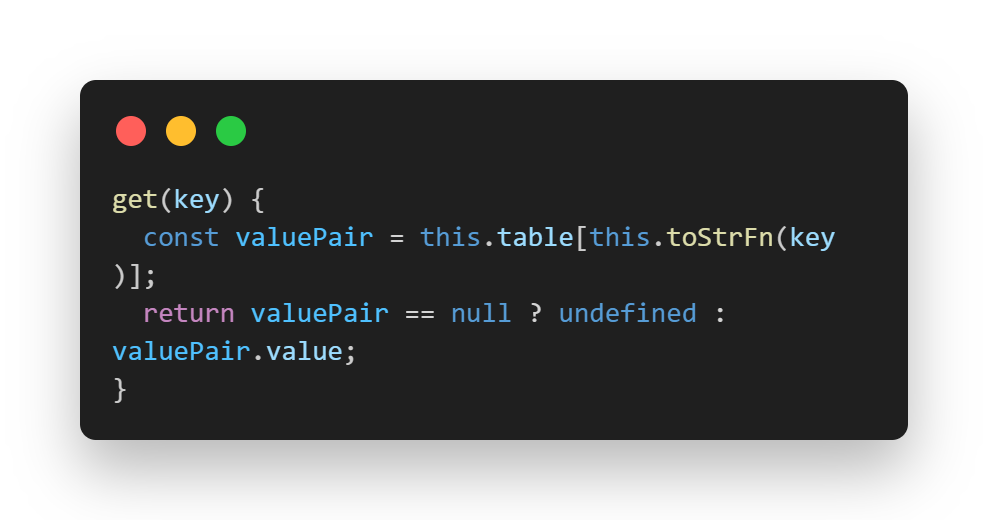 get(key) {
  const valuePair = this.table[this.toStrFn(key
)];
  return valuePair == null ? undefined :
valuePair.value;
}